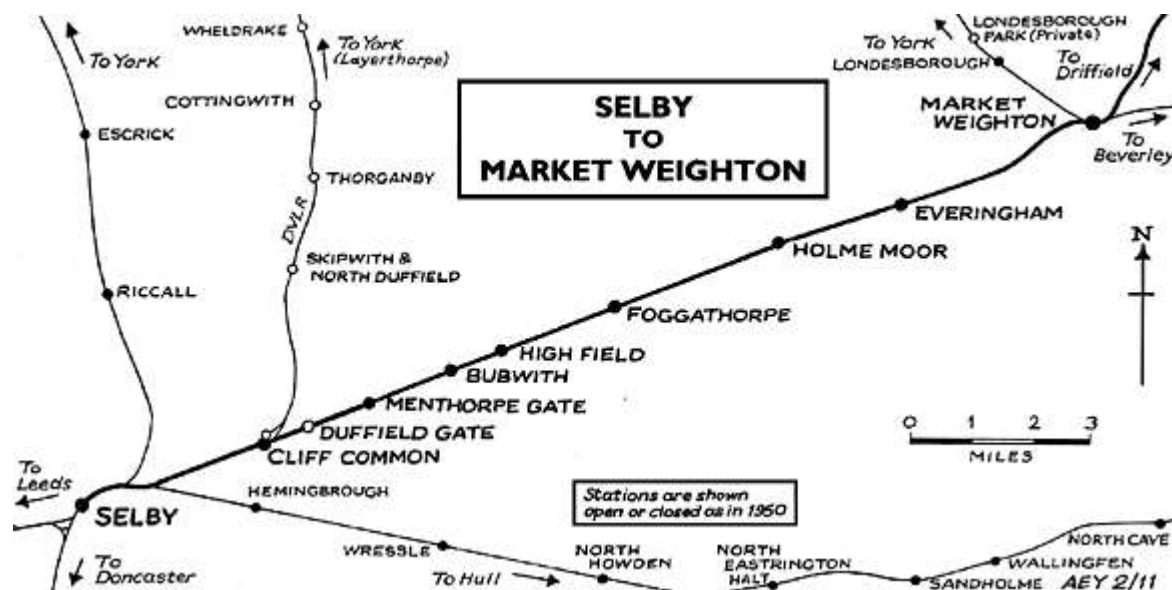 WHELDRAKE
To York
To York
(Layerthorpe)
COTTINGWITH
ESCRICK
THORGANBY
DVLR
SKIPWITH &
NORTH DUFFIELD
RICCALL
SELBY
TO
MARKET WEIGHTON
LONDESBOROUGH
PARK (Private)
To York
LONDESBOROUGH
To
Driffield
MARKET
WEIGHTON
To
Beverley
EVERINGHAM
HOLME MOOR
N
FOGGATHORPE
HIGH FIELD
BUBWITH
MENTHORPE GATE
DUFFIELD GATE
CLIFF COMMON
0 1 2 3
MILES
To
Leeds
SELBY
HEMINGBROUGH
Stations are shown
open or closed as in 1950
To
Doncaster
WRESSLE
To Hull
NORTH
HOWDEN
NORTH
EASTRINGTON
HALT
NORTH CAVE
WALLINGFEN
SANDHOLME
AEY 2/11